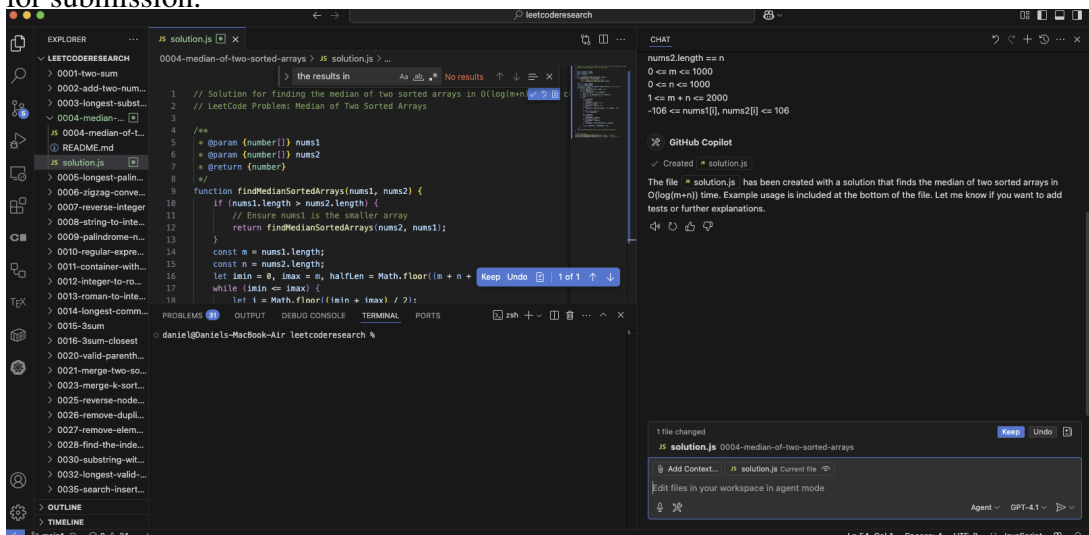 for submission.
leetcoderesearch
EXPLORER
LEETCODERESEARCH
0001-two-sum
0002-add-two-num...
0003-longest-subst...
0004-median-...
JS 0004-median-of-t...
README.md
JS solution.js
0005-longest-palin...
0006-zigzag-conve...
0007-reverse-integer
0008-string-to-inte...
0009-palindrome-n...
0010-regular-expre...
0011-container-with...
0012-integer-to-ro...
0013-roman-to-inte...
0014-longest-comm...
0015-3sum
0016-3sum-closest
0020-valid-parenth...
0021-merge-two-so...
0023-merge-k-sort...
0025-reverse-node...
0026-remove-dupli...
0027-remove-elem...
0028-find-the-inde...
0030-substring-wit...
0032-longest-valid-...
0035-search-insert...
OUTLINE
TIMELINE
JS solution.js
0004-median-of-two-sorted-arrays > JS solution.js > ...
> the results in Aa ab .* No results
1 // Solution for finding the median of two sorted arrays in O(log(m+n)
2 // LeetCode Problem: Median of Two Sorted Arrays
3
4 /**
5 * @param {number[]} nums1
6 * @param {number[]} nums2
7 * @return {number}
8 */
9 function findMedianSortedArrays(nums1, nums2) {
10 if (nums1.length > nums2.length) {
11 // Ensure nums1 is the smaller array
12 return findMedianSortedArrays(nums2, nums1);
13 }
14 const m = nums1.length;
15 const n = nums2.length;
16 let imin = 0, imax = m, halfLen = Math.floor((m + n +
Keep Undo 1 of 1
17 while (imin <= imax) {
18 let i = Math.floor((imin + imax) / 2);
PROBLEMS 31 OUTPUT DEBUG CONSOLE TERMINAL PORTS zsh
daniel@Daniels-MacBook-Air leetcoderesearch %
CHAT
nums2.length == n
0 <= m <= 1000
0 <= n <= 1000
1 <= m + n <= 2000
-106 <= nums1[i], nums2[i] <= 106
GitHub Copilot
Created solution.js
The file solution.js has been created with a solution that finds the median of two sorted arrays in
O(log(m+n)) time. Example usage is included at the bottom of the file. Let me know if you want to add
tests or further explanations.
1 file changed Keep Undo
JS solution.js 0004-median-of-two-sorted-arrays
Add Context... JS solution.js Current file
Edit files in your workspace in agent mode
Agent GPT-4.1